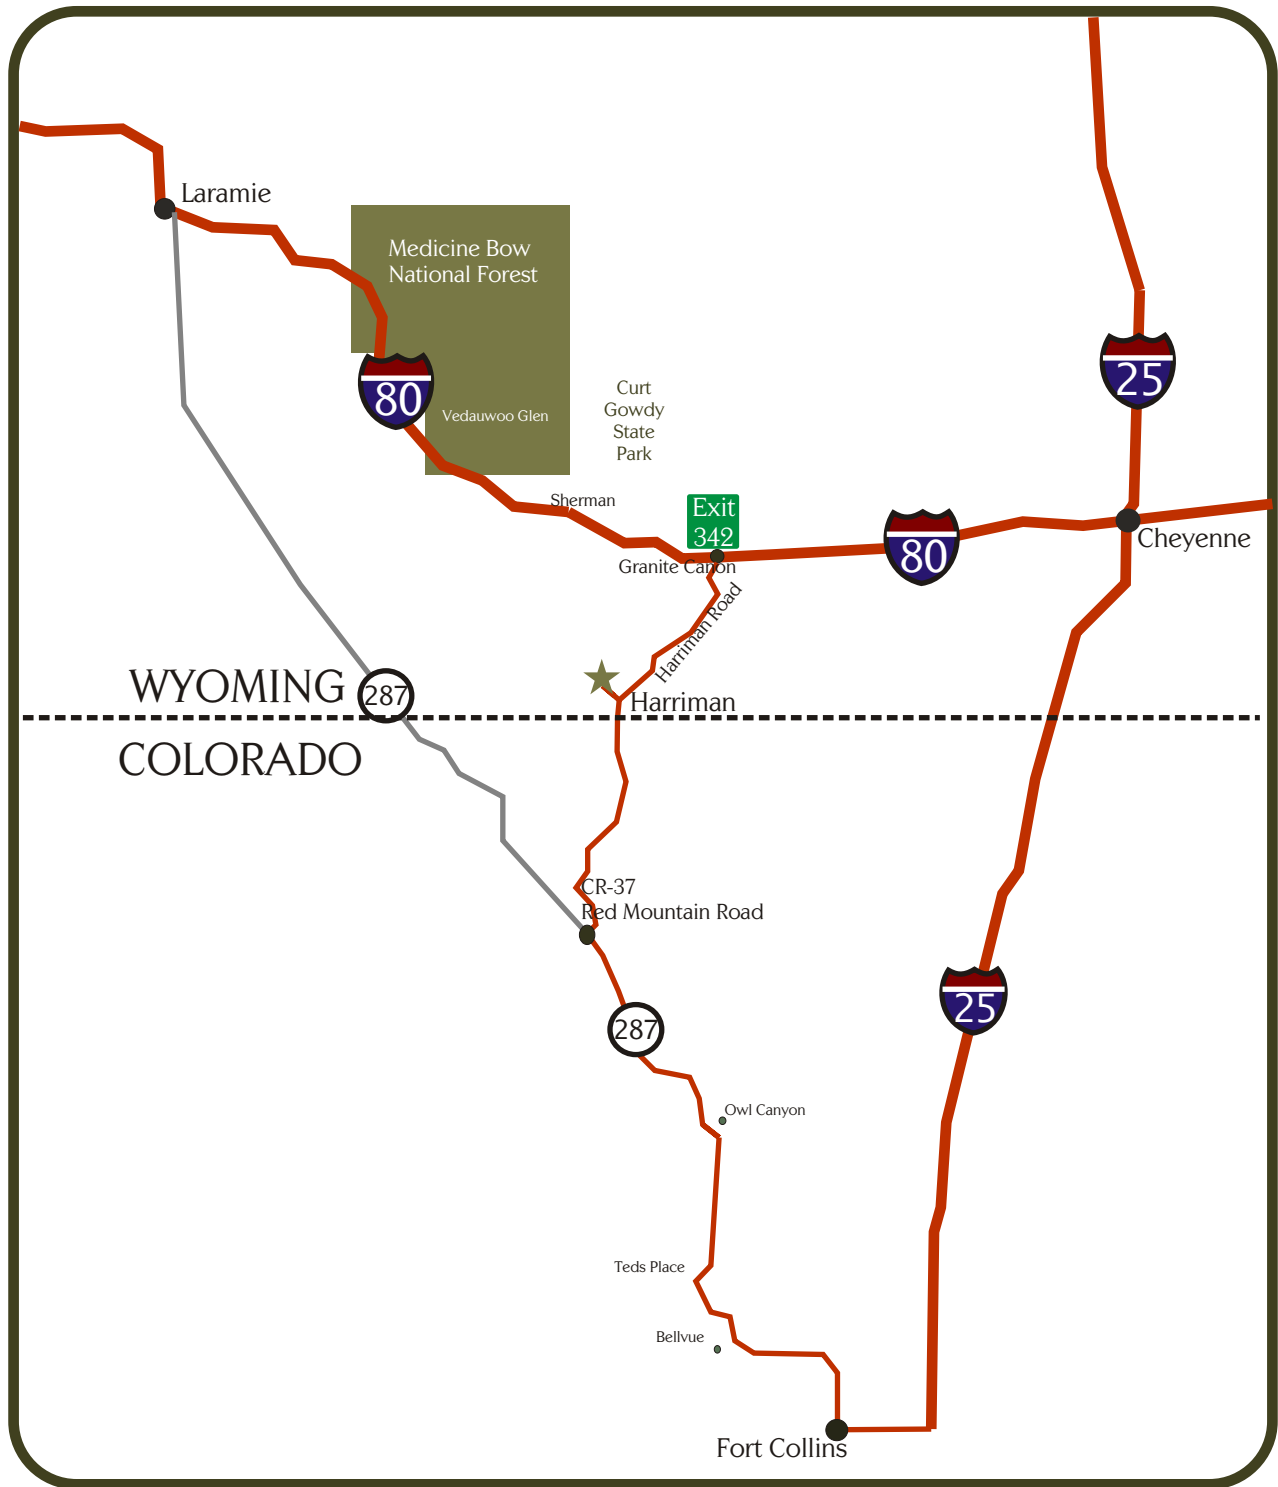 Laramie
Medicine Bow
National Forest
80
Vedauwoo Glen
25
Curt
Gowdy
State
Park
Sherman
Exit
342
Granite Cañon
80
Cheyenne
Harriman Road
WYOMING
287
Harriman
COLORADO
CR-37
Red Mountain Road
25
287
Owl Canyon
Teds Place
Bellvue
Fort Collins